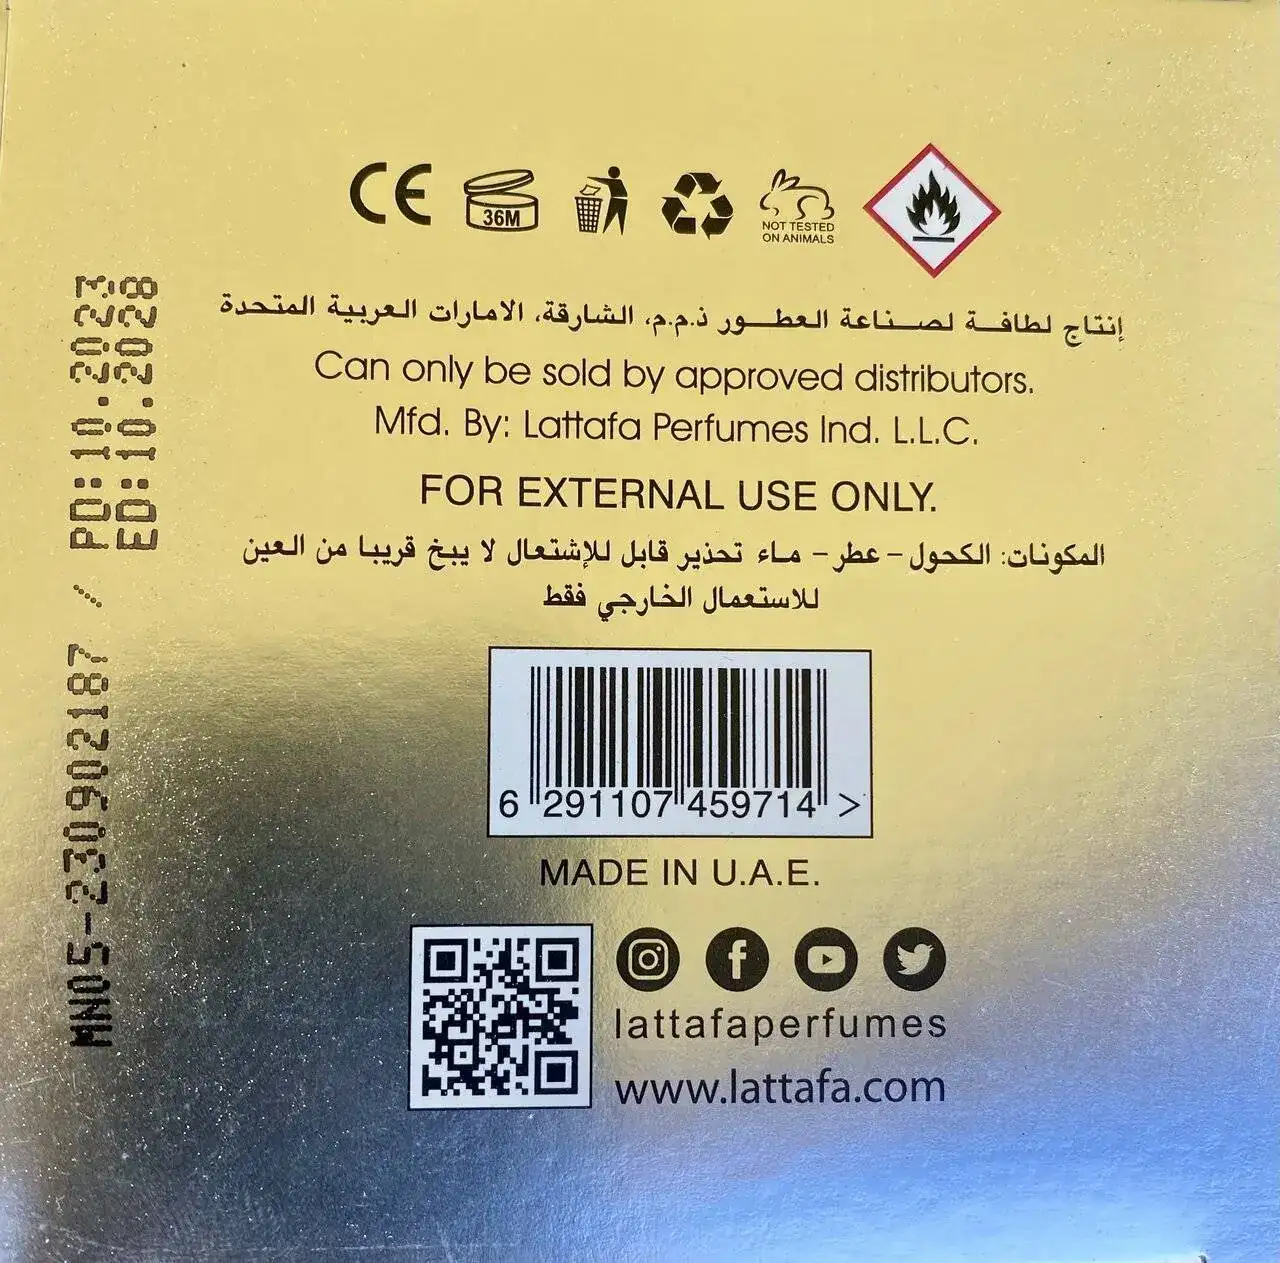 CE
36M
NOT TESTED
ON ANIMALS
إنتاج لطافة لصناعة العطور ذ.م.م، الشارقة، الامارات العربية المتحدة
Can only be sold by approved distributors.
Mfd. By: Lattafa Perfumes Ind. L.L.C.
FOR EXTERNAL USE ONLY.
المكونات: الكحول - عطر - ماء تحذير قابل للإشتعال لا يبخ قريبا من العين
للاستعمال الخارجي فقط
6 291107 459714 >
MADE IN U.A.E.
lattafaperfumes
www.lattafa.com
MN05-230902187 / PD:10.2023
ED:10.2028